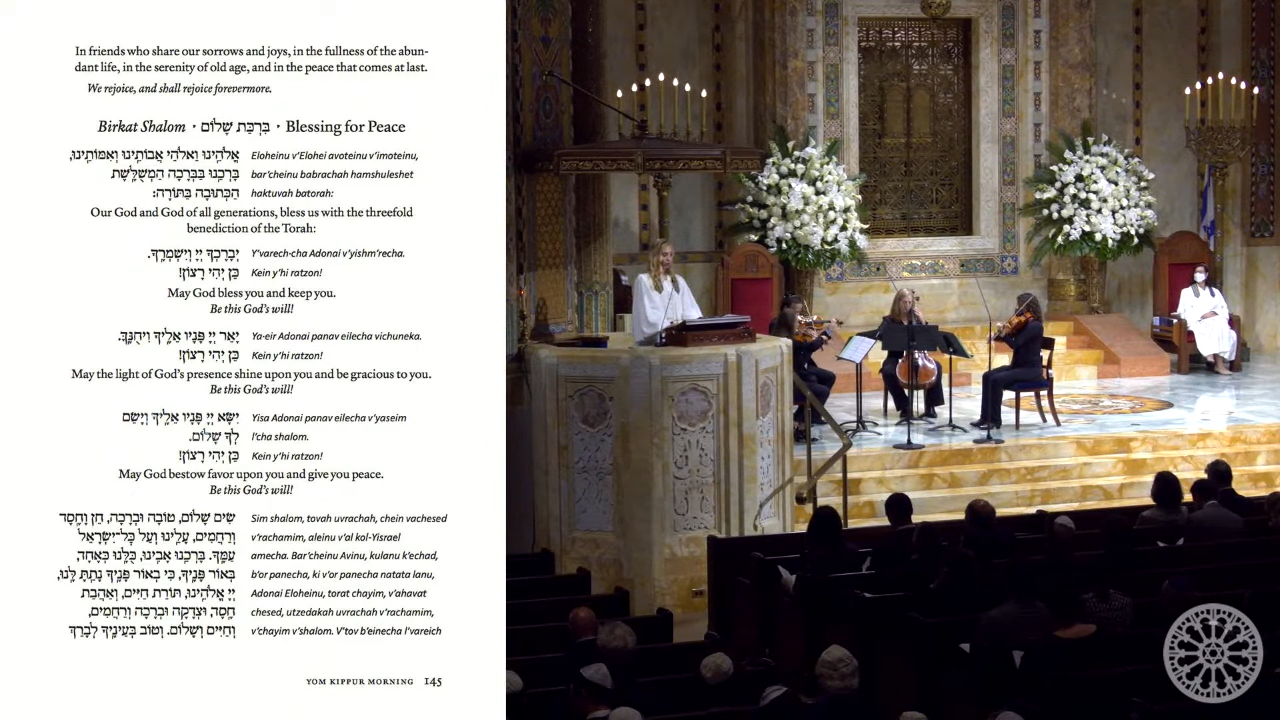 In friends who share our sorrows and joys, in the fullness of the abun-
dant life, in the serenity of old age, and in the peace that comes at last.
We rejoice, and shall rejoice forevermore.
Birkat Shalom · בִּרְכַּת שָׁלוֹם · Blessing for Peace
אֱלֹהֵֽינוּ וֵאלֹהֵי אֲבוֹתֵֽינוּ וְאִמּוֹתֵֽינוּ, Eloheinu v’Elohei avoteinu v’imoteinu,
בָּרְכֵֽנוּ בַּבְּרָכָה הַמְשֻׁלֶּֽשֶׁת bar’cheinu babrachah hamshuleshet
הַכְּתוּבָה בַּתּוֹרָה: haktuvah batorah:
Our God and God of all generations, bless us with the threefold
benediction of the Torah:
יְבָרֶכְךָ יְיָ וְיִשְׁמְרֶֽךָ. Y’varech-cha Adonai v’yishm’recha.
כֵּן יְהִי רָצוֹן! Kein y’hi ratzon!
May God bless you and keep you.
Be this God’s will!
יָאֵר יְיָ פָּנָיו אֵלֶֽיךָ וִיחֻנֶּֽךָּ. Ya-eir Adonai panav eilecha vichuneka.
כֵּן יְהִי רָצוֹן! Kein y’hi ratzon!
May the light of God’s presence shine upon you and be gracious to you.
Be this God’s will!
יִשָּׂא יְיָ פָּנָיו אֵלֶֽיךָ וְיָשֵׂם Yisa Adonai panav eilecha v’yaseim
לְךָ שָׁלוֹם. l’cha shalom.
כֵּן יְהִי רָצוֹן! Kein y’hi ratzon!
May God bestow favor upon you and give you peace.
Be this God’s will!
שִׂים שָׁלוֹם, טוֹבָה וּבְרָכָה, חֵן וָחֶֽסֶד Sim shalom, tovah uvrachah, chein vachesed
וְרַחֲמִים, עָלֵֽינוּ וְעַל כׇּל־יִשְׂרָאֵל v’rachamim, aleinu v’al kol-Yisrael
עַמֶּֽךָ. בָּרְכֵֽנוּ אָבִֽינוּ, כֻּלָּֽנוּ כְּאֶחָד, amecha. Bar’cheinu Avinu, kulanu k’echad,
בְּאוֹר פָּנֶֽיךָ, כִּי בְאוֹר פָּנֶֽיךָ נָתַֽתָּ לָּֽנוּ, b’or panecha, ki v’or panecha natata lanu,
יְיָ אֱלֹהֵֽינוּ, תּוֹרַת חַיִּים, וְאַהֲבַת Adonai Eloheinu, torat chayim, v’ahavat
חֶֽסֶד, וּצְדָקָה וּבְרָכָה וְרַחֲמִים, chesed, utzedakah uvrachah v’rachamim,
וְחַיִּים וְשָׁלוֹם. וְטוֹב בְּעֵינֶֽיךָ לְבָרֵךְ v’chayim v’shalom. V’tov b’einecha l’vareich
YOM KIPPUR MORNING 145